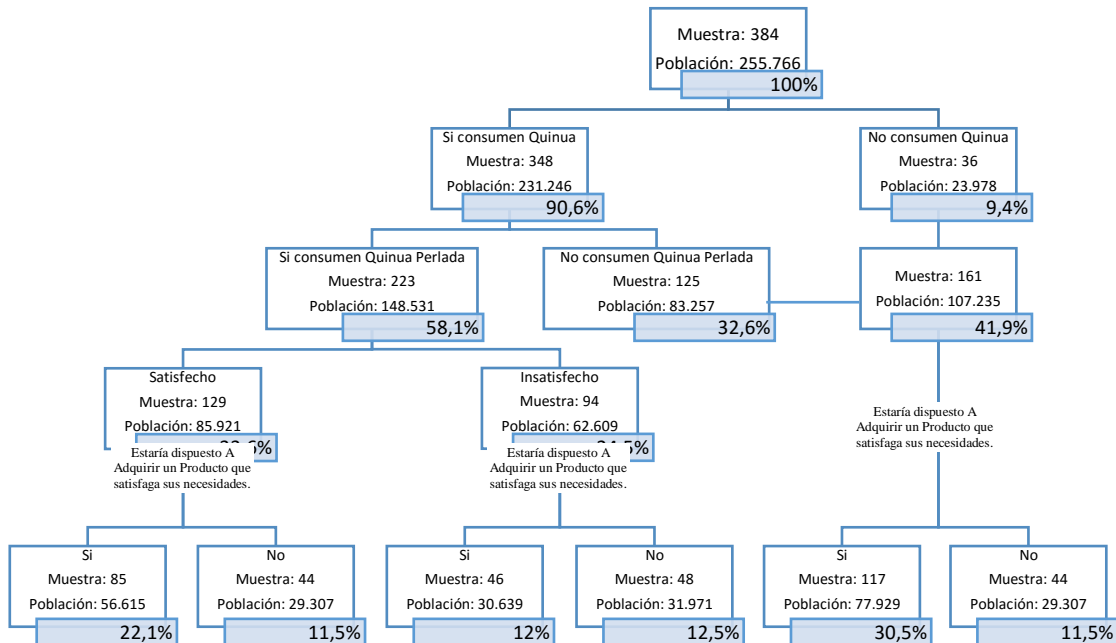 Muestra: 384
Población: 255.766
100%
Si consumen Quinua
Muestra: 348
Población: 231.246
90,6%
No consumen Quinua
Muestra: 36
Población: 23.978
9,4%
Si consumen Quinua Perlada
Muestra: 223
Población: 148.531
58,1%
No consumen Quinua Perlada
Muestra: 125
Población: 83.257
32,6%
Muestra: 161
Población: 107.235
41,9%
Satisfecho
Muestra: 129
Población: 85.921
Estaría dispuesto A
Adquirir un Producto que
satisfaga sus necesidades.
Insatisfecho
Muestra: 94
Población: 62.609
Estaría dispuesto A
Adquirir un Producto que
satisfaga sus necesidades.
Estaría dispuesto A
Adquirir un Producto que
satisfaga sus necesidades.
Si
Muestra: 85
Población: 56.615
22,1%
No
Muestra: 44
Población: 29.307
11,5%
Si
Muestra: 46
Población: 30.639
12%
No
Muestra: 48
Población: 31.971
12,5%
Si
Muestra: 117
Población: 77.929
30,5%
No
Muestra: 44
Población: 29.307
11,5%